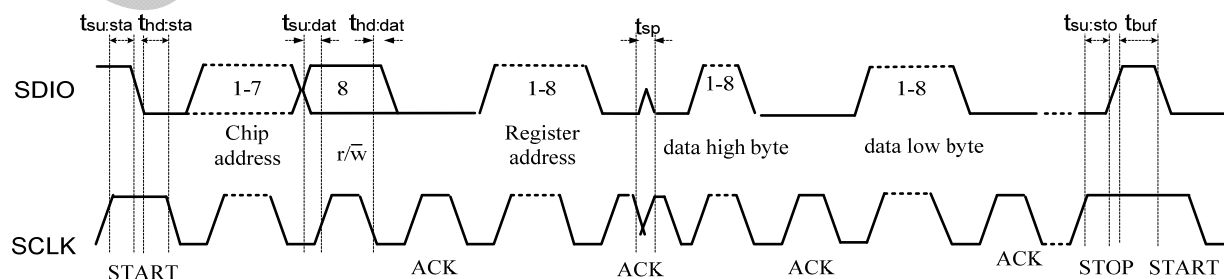 tsu:sta thd:sta tsu:dat thd:dat tsp tsu:sto tbuf
SDIO 1-7 8 1-8 1-8 1-8
Chip address
r/w̅
Register address
data high byte
data low byte
SCLK
START ACK ACK ACK ACK STOP START